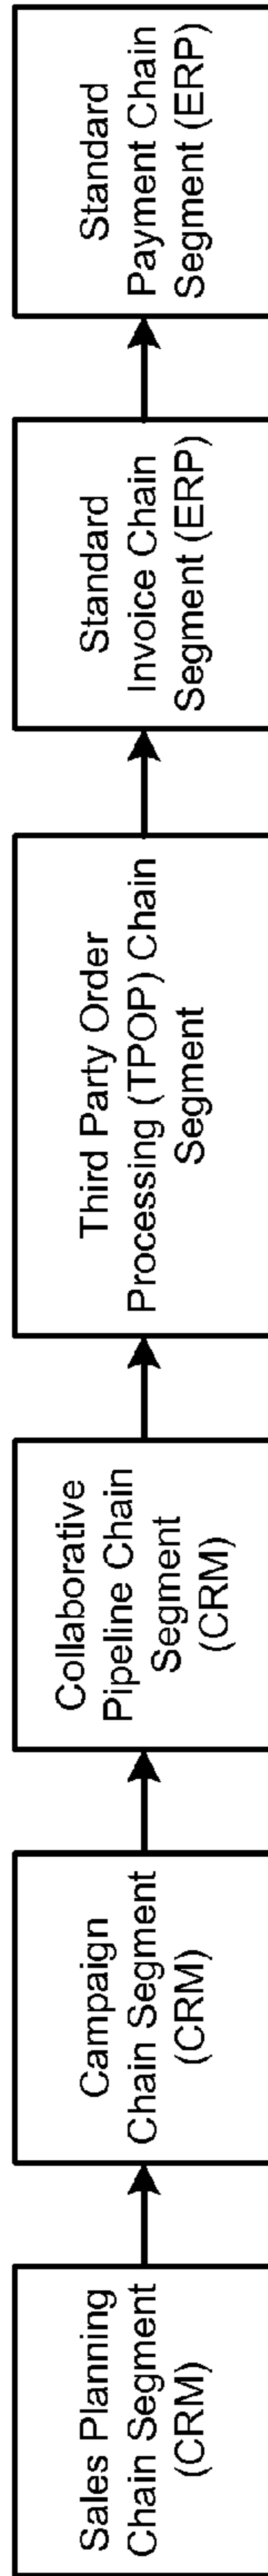 Sales Planning
Chain Segment
(CRM)
Campaign
Chain Segment
(CRM)
Collaborative
Pipeline Chain
Segment
(CRM)
Third Party Order
Processing (TPOP) Chain
Segment
Standard
Invoice Chain
Segment (ERP)
Standard
Payment Chain
Segment (ERP)